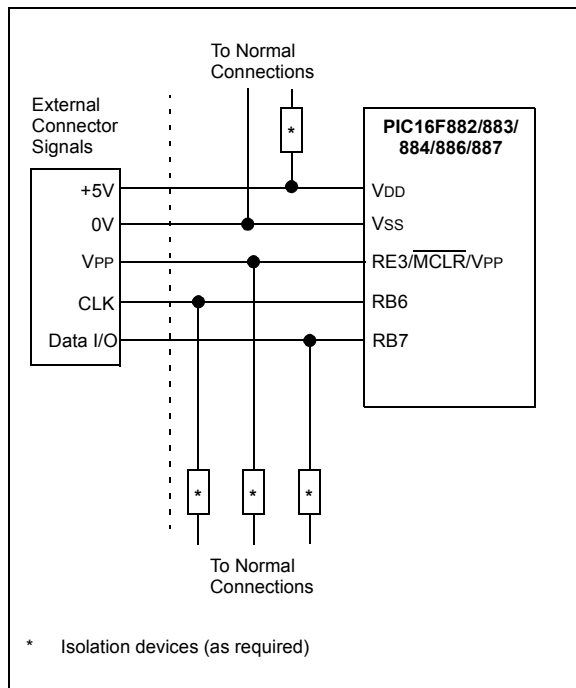 To Normal
Connections
External
Connector
Signals
*
PIC16F882/883/
884/886/887
+5V
VDD
0V
VSS
VPP
RE3/MCLR/VPP
CLK
RB6
Data I/O
RB7
*
*
*
To Normal
Connections
* Isolation devices (as required)